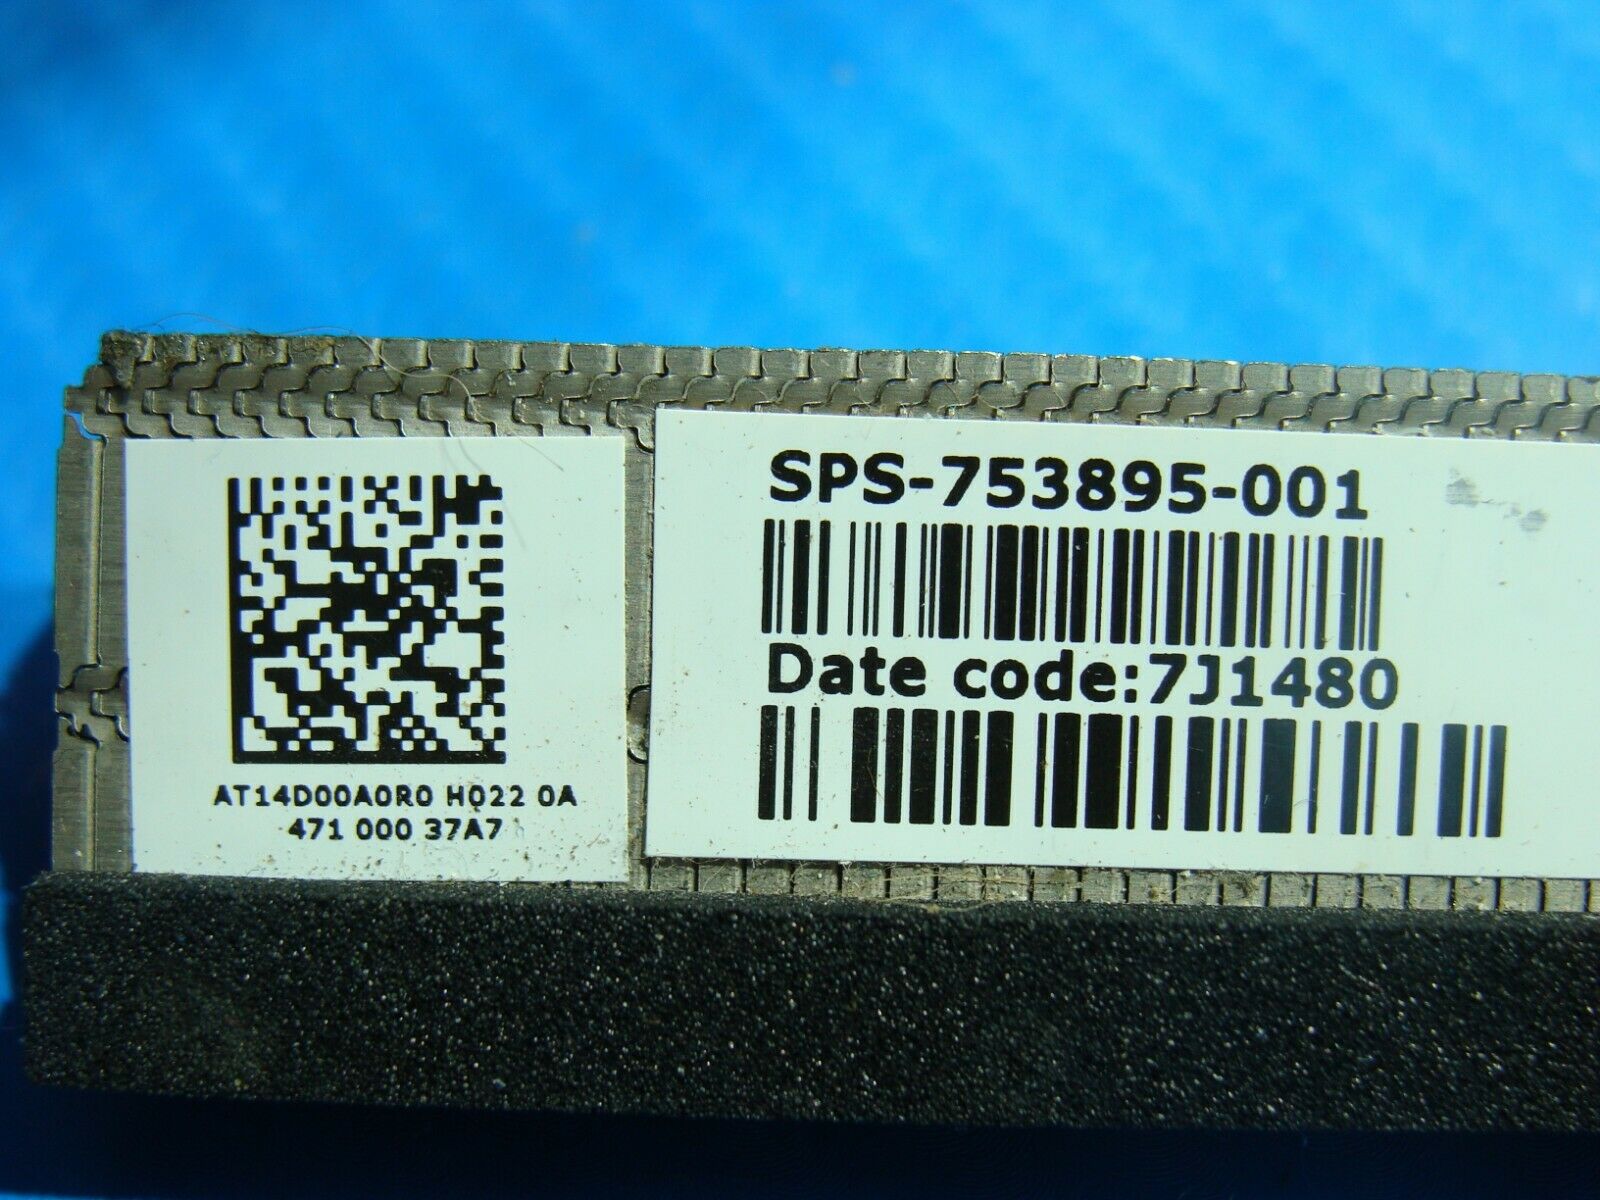 SPS-753895-001
Date code:7J1480
AT14D00A0R0 H022 0A
471 000 37A7